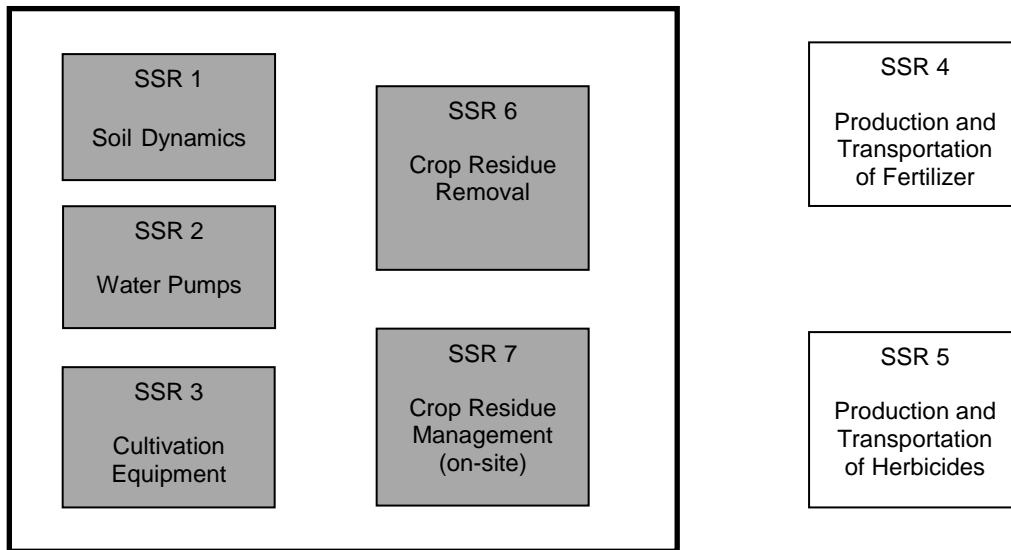 SSR 1
Soil Dynamics
SSR 2
Water Pumps
SSR 3
Cultivation
Equipment
SSR 6
Crop Residue
Removal
SSR 7
Crop Residue
Management
(on-site)
SSR 4
Production and
Transportation
of Fertilizer
SSR 5
Production and
Transportation
of Herbicides